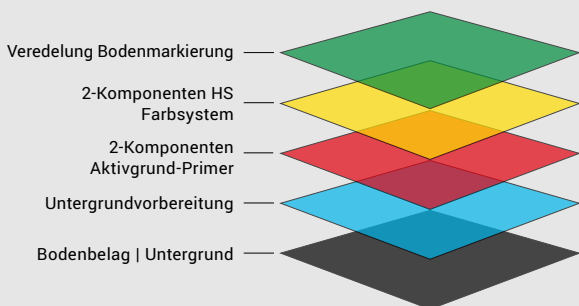 Veredelung Bodenmarkierung
2-Komponenten HS
Farbsystem
2-Komponenten
Aktivgrund-Primer
Untergrundvorbereitung
Bodenbelag | Untergrund